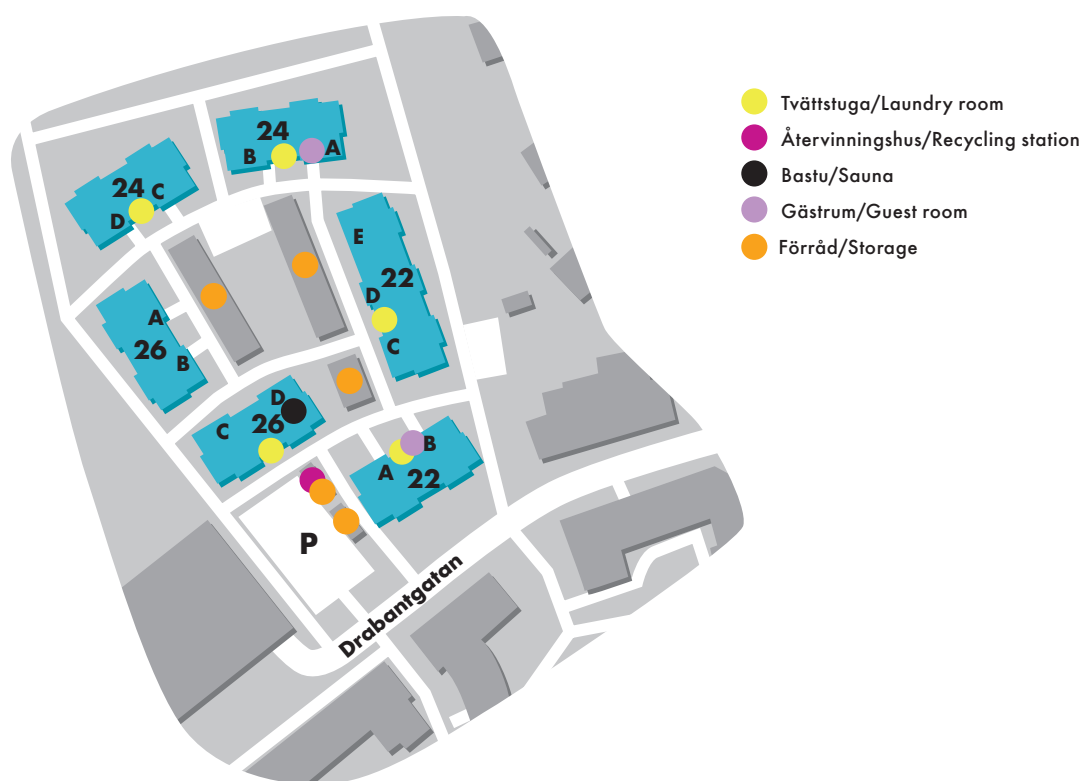 Tvättstuga/Laundry room
Återvinningshus/Recycling station
Bastu/Sauna
Gästrum/Guest room
Förråd/Storage
24
B
A
24
C
D
E
22
D
C
A
26
B
D
C
26
B
A
22
P
Drabantgatan